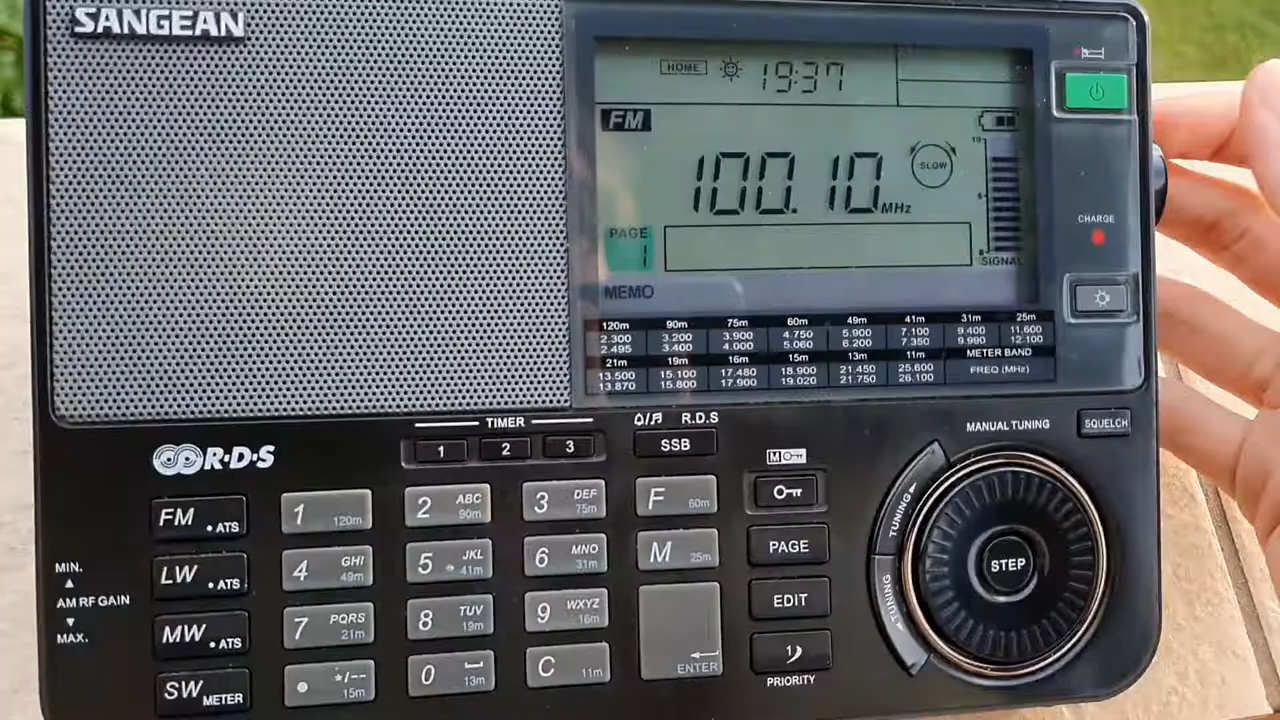 SANGEAN
HOME 19:37
FM
100.10 MHz
SLOW
10
5
0
SIGNAL
PAGE
1
MEMO
CHARGE
120m 90m 75m 60m 49m 41m 31m 25m
2.300 3.200 3.900 4.750 5.900 7.100 9.400 11.600
2.495 3.400 4.000 5.060 6.200 7.350 9.990 12.100
21m 19m 16m 15m 13m 11m METER BAND
13.500 15.100 17.480 18.900 21.450 25.600 FREQ (MHz)
13.870 15.800 17.900 19.020 21.750 26.100
TIMER
1 2 3
R.D.S
SSB
MANUAL TUNING
SQUELCH
R·D·S
M
FM • ATS
1 120m
2 ABC 90m
3 DEF 75m
F 60m
LW • ATS
4 GHI 49m
5 JKL 41m
6 MNO 31m
M 25m
PAGE
MW • ATS
7 PQRS 21m
8 TUV 19m
9 WXYZ 16m
ENTER
EDIT
SW METER
• */-- 15m
0 13m
C 11m
1
PRIORITY
MIN.
AM RF GAIN
MAX.
TUNING
STEP
TUNING